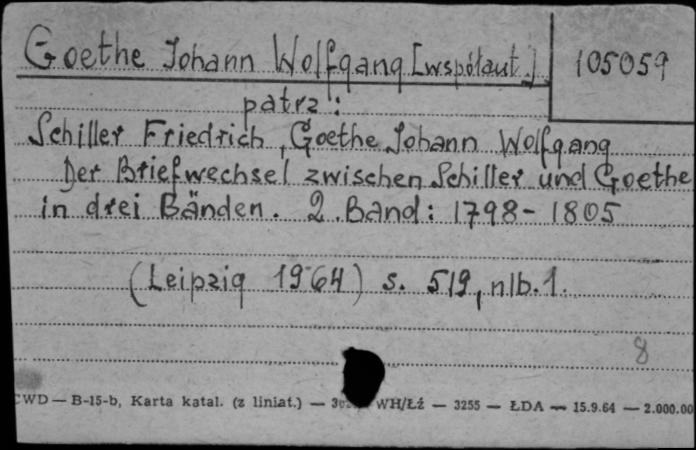 Goethe Johann Wolfgang [współaut.] 105059
patrz:
Schiller Friedrich, Goethe Johann Wolfgang
Der Briefwechsel zwischen Schiller und Goethe
in drei Bänden. 2. Band: 1798-1805
(Leipzig 1964) s. 519, nlb. 1.
8
CWD — B-15-b, Karta katal. (z liniat.) — WH/Łź — 3255 — ŁDA — 15.9.64 — 2.000.00